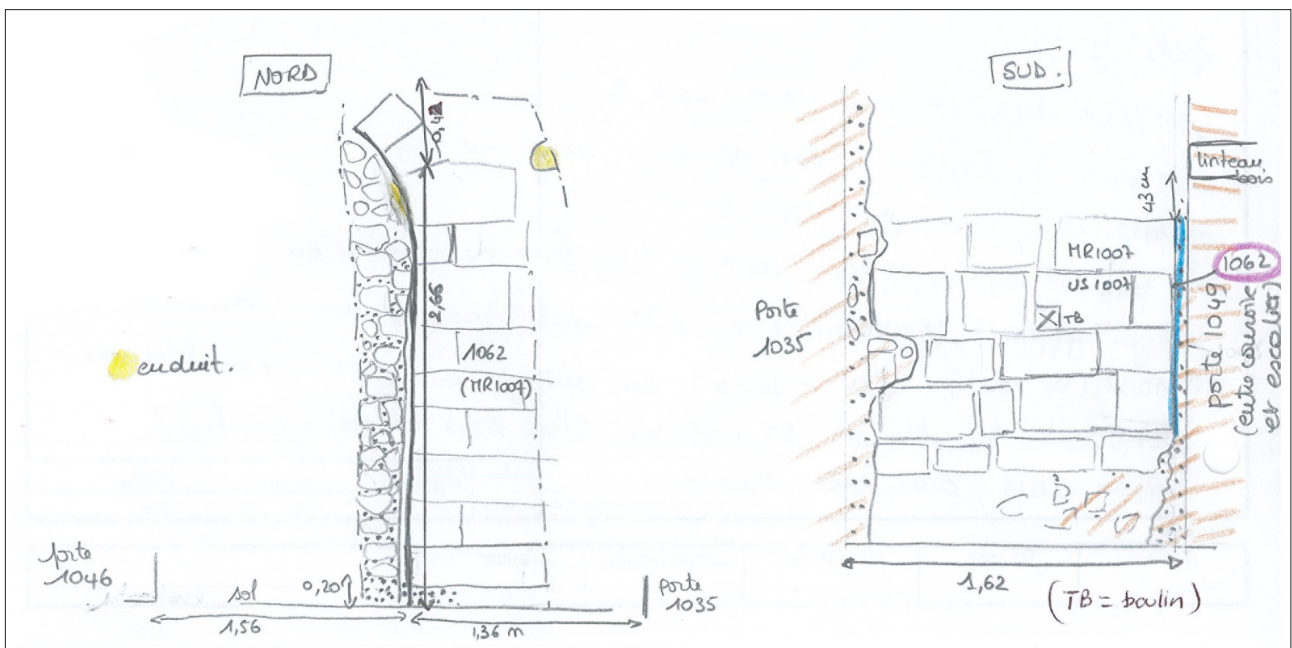 NORD
0,42
2,66
1062
(MR1007)
enduit.
porte
1046
sol
0,20
1,56
1,36 m
porte
1035
SUD.
linteau
bois
43 cm
MR1007
US 1007
TB
1062
porte 1049
(entre coursive
et escalier)
Porte
1035
1,62
(TB = boulin)